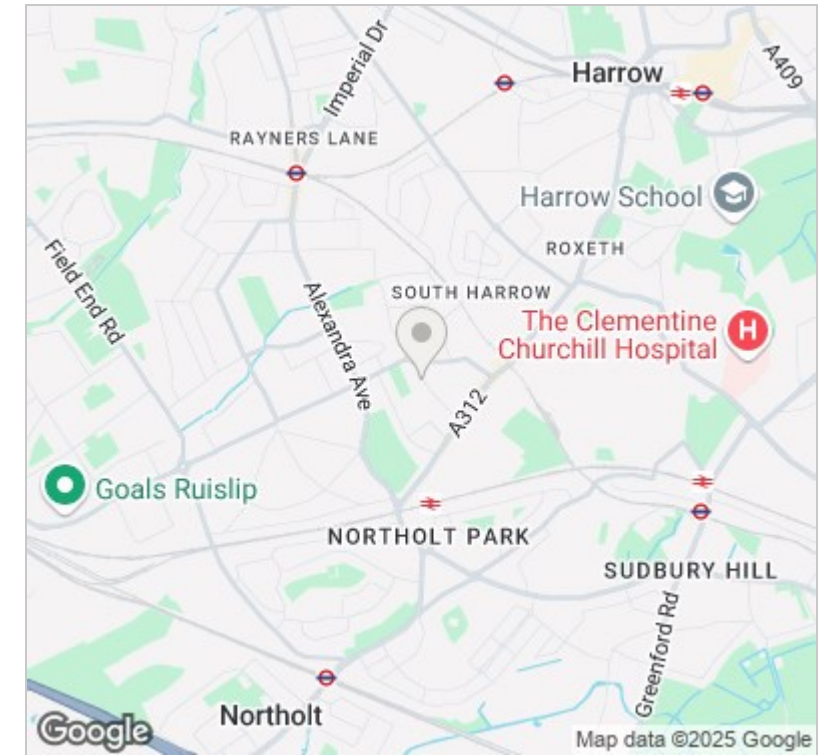 Imperial Dr
Harrow
A409
RAYNERS LANE
Harrow School
ROXETH
Field End Rd
SOUTH HARROW
Alexandra Ave
The Clementine
Churchill Hospital
H
A312
Goals Ruislip
NORTHOLT PARK
SUDBURY HILL
Greenford Rd
Northolt
Google
Map data ©2025 Google